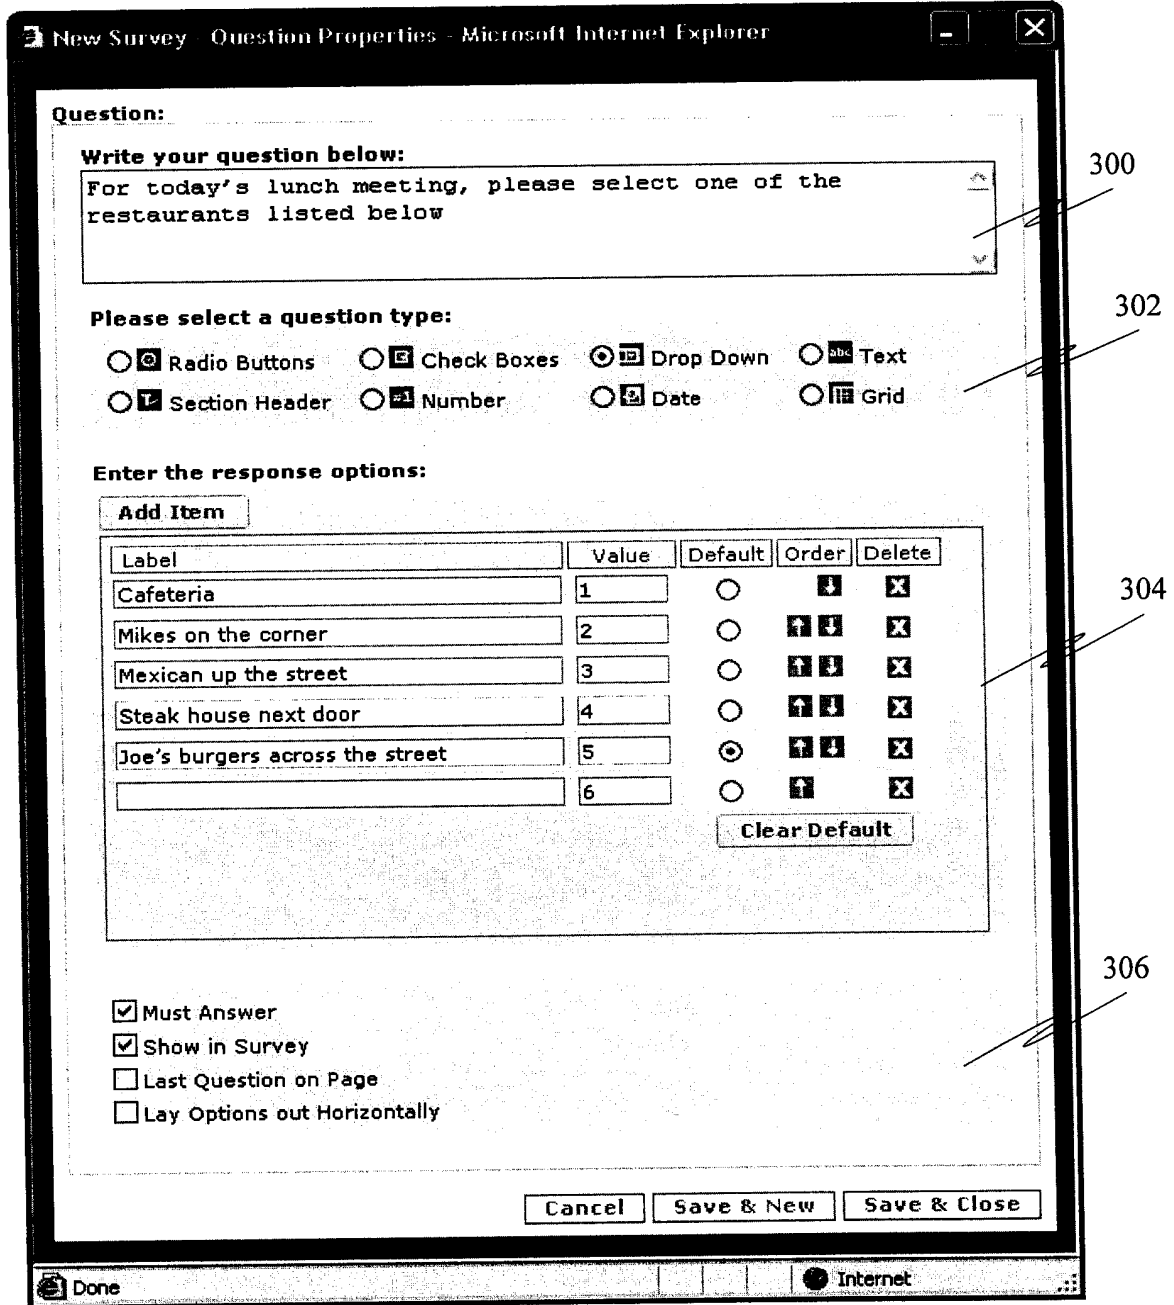 New Survey - Question Properties - Microsoft Internet Explorer
Question:
Write your question below:
For today's lunch meeting, please select one of the
restaurants listed below
300
Please select a question type:
302
Radio Buttons Check Boxes Drop Down abc Text
Section Header #1 Number Date Grid
Enter the response options:
Add Item
Label Value Default Order Delete
Cafeteria 1
304
Mikes on the corner 2
Mexican up the street 3
Steak house next door 4
Joe's burgers across the street 5
6
Clear Default
306
Must Answer
Show in Survey
Last Question on Page
Lay Options out Horizontally
Cancel Save & New Save & Close
Done Internet